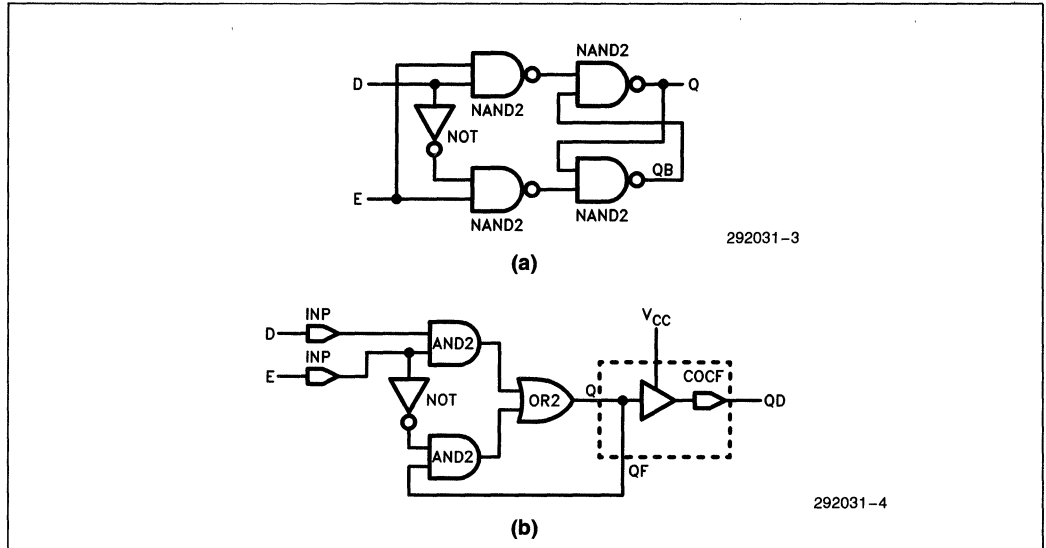 NAND2
D
NAND2
Q
NOT
QB
E
NAND2
NAND2
292031-3
(a)
INP
D
AND2
VCC
INP
COCF
E
NOT
OR2
Q
QD
AND2
QF
292031-4
(b)